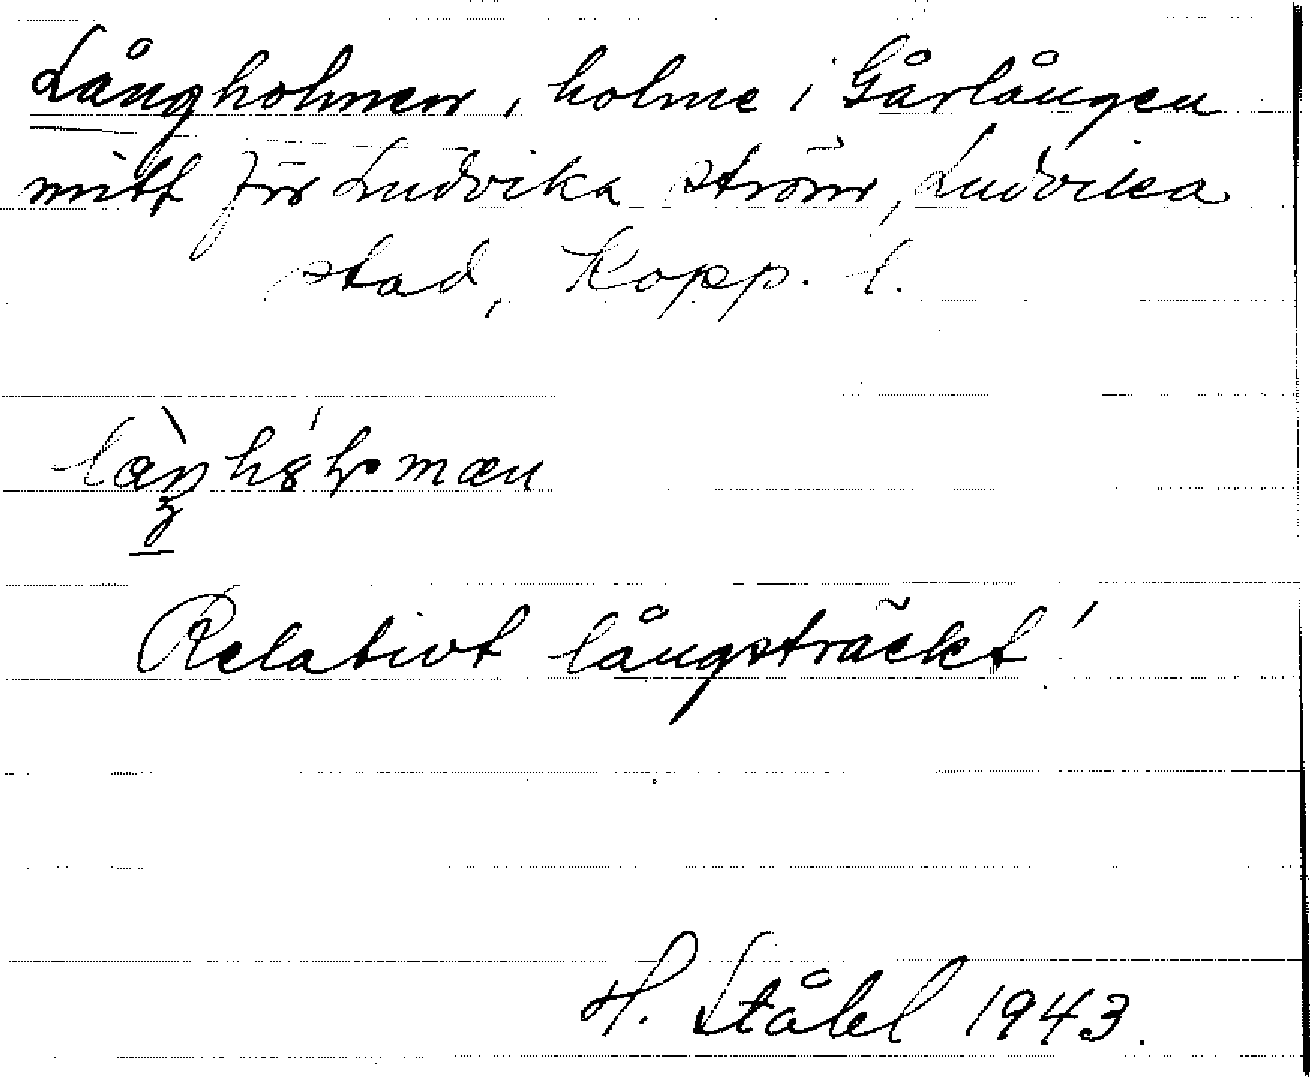 Långholmen, holme i Gårlången
mitt för Ludvika ström, Ludvika
stad, Kopp. l.
Relativt långsträckt!
H. Ståhl 1943.